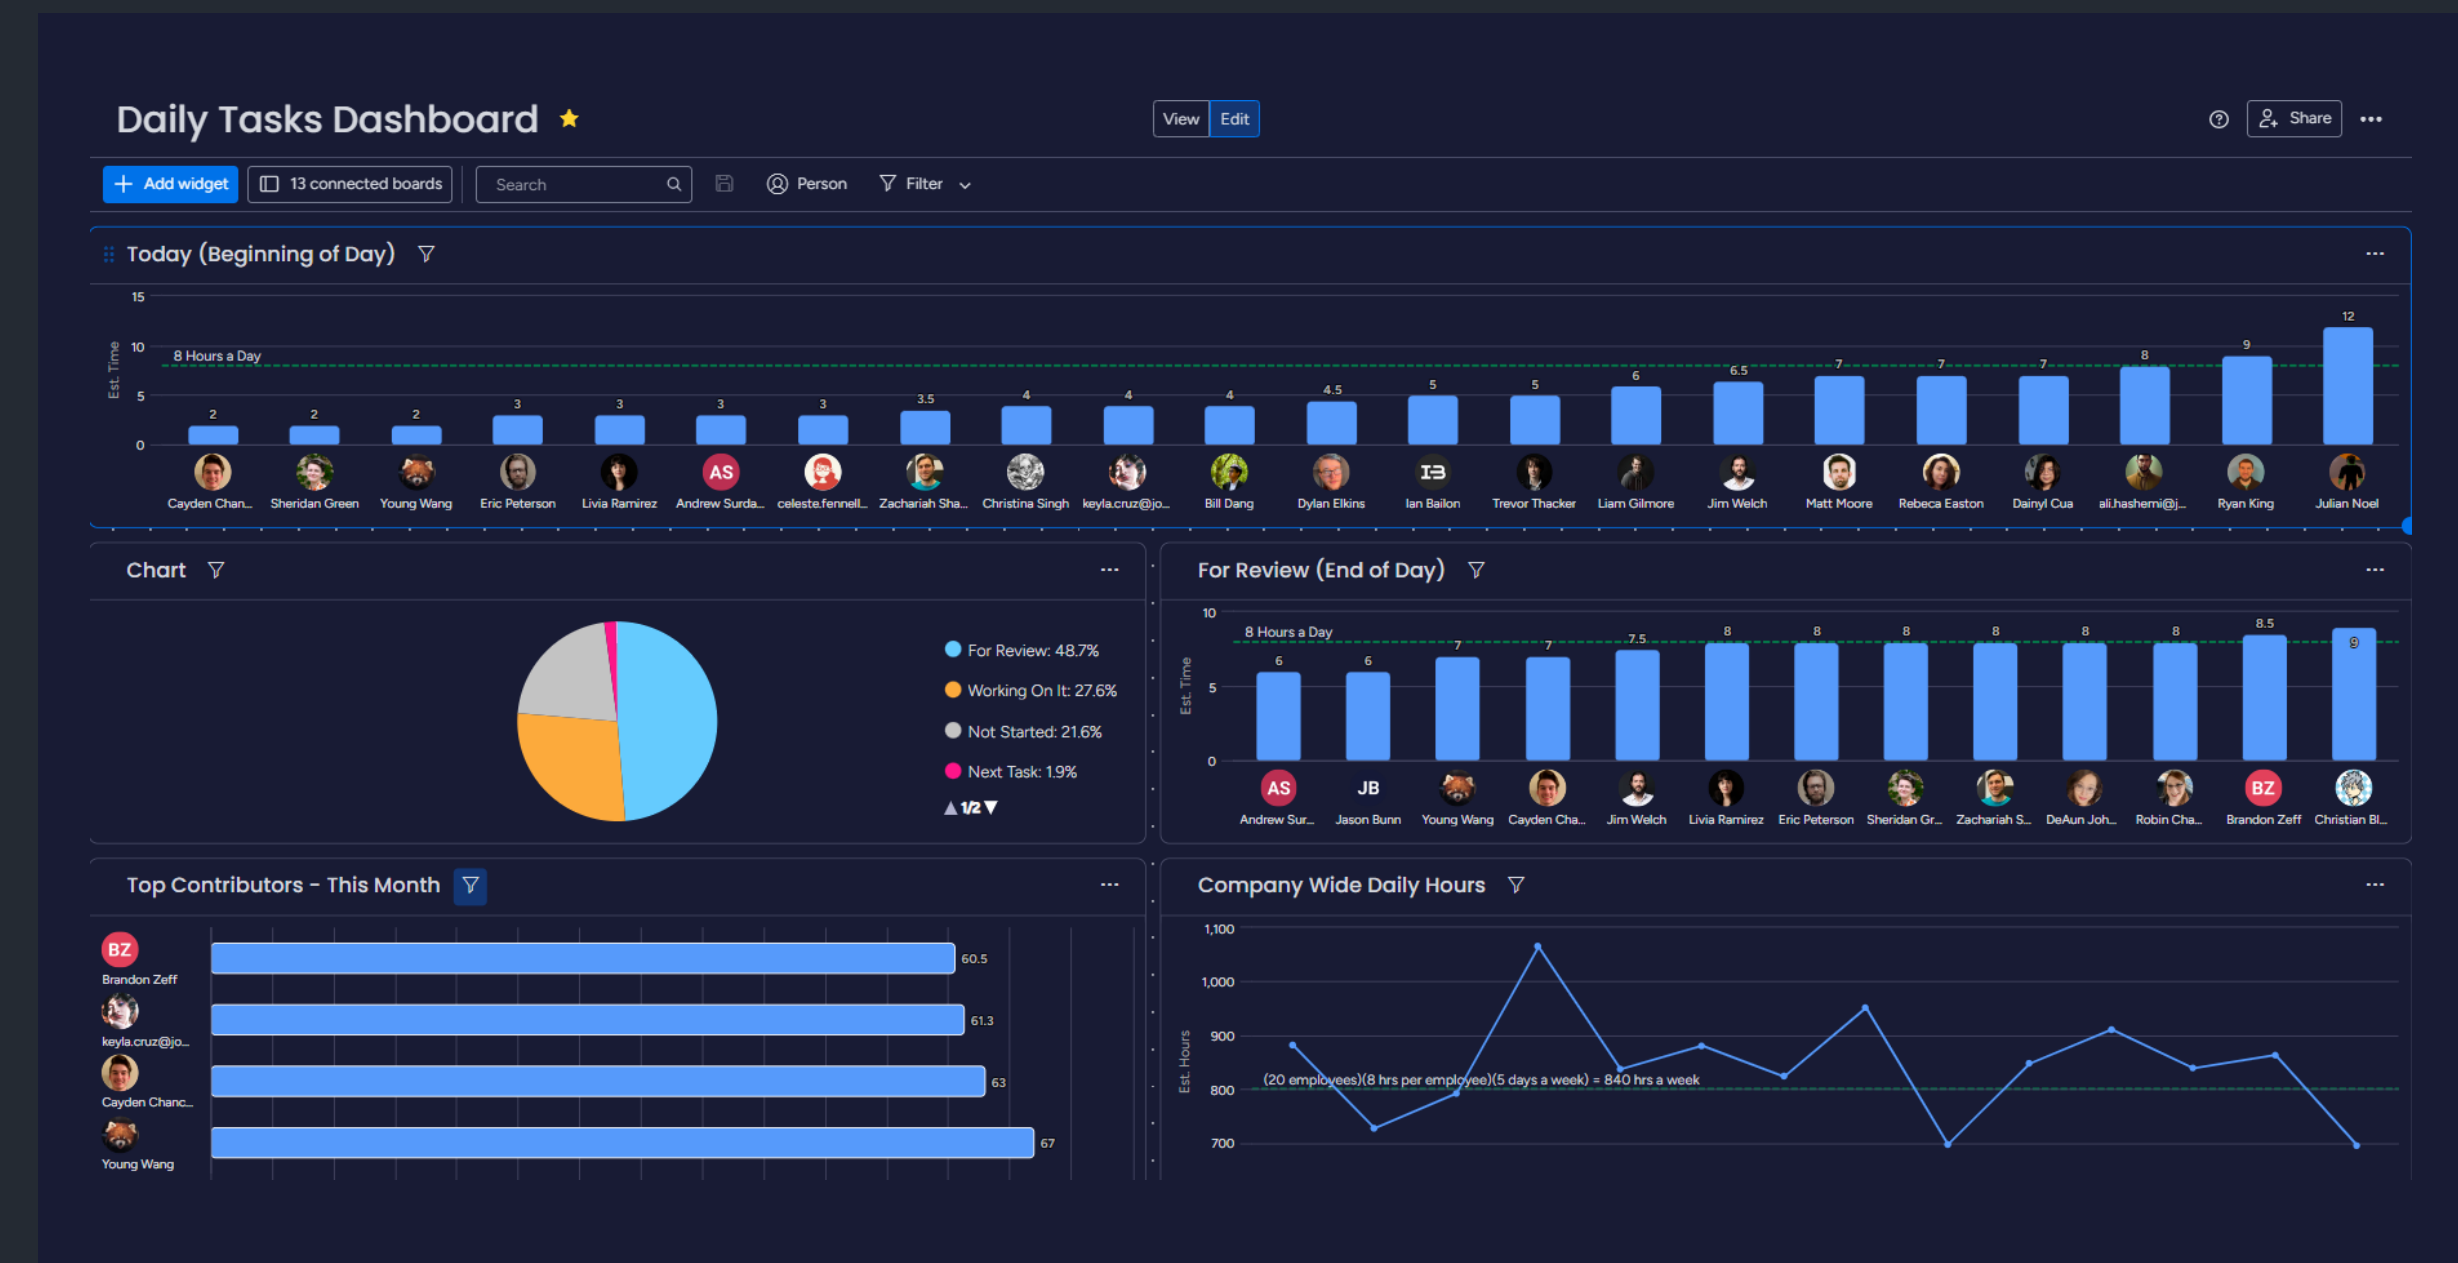 Daily Tasks Dashboard
View Edit
Share
Add widget
13 connected boards
Search
Person
Filter
Today (Beginning of Day)
Est. Time
15
10
5
0
8 Hours a Day
2 2 2 3 3 3 3 3.5 4 4 4 4.5 5 5 6 6.5 7 7 7 8 9 12
AS
IB
Cayden Chan... Sheridan Green Young Wang Eric Peterson Livia Ramirez Andrew Surda... celeste.fennell... Zachariah Sha... Christina Singh keyla.cruz@jo... Bill Dang Dylan Elkins Ian Bailon Trevor Thacker Liam Gilmore Jim Welch Matt Moore Rebeca Easton Dainyl Cua ali.hashemi@j... Ryan King Julian Noel
Chart
For Review: 48.7%
Working On It: 27.6%
Not Started: 21.6%
Next Task: 1.9%
1/2
For Review (End of Day)
Est. Time
10
5
0
8 Hours a Day
6 6 7 7 7.5 8 8 8 8 8 8 8.5 9
AS JB BZ
Andrew Sur... Jason Bunn Young Wang Cayden Cha... Jim Welch Livia Ramirez Eric Peterson Sheridan Gr... Zachariah S... DeAun Joh... Robin Cha... Brandon Zeff Christian Bl...
Top Contributors - This Month
BZ
Brandon Zeff
60.5
keyla.cruz@jo...
61.3
Cayden Chanc...
63
Young Wang
67
Company Wide Daily Hours
Est. Hours
1,100
1,000
900
800
700
(20 employees)(8 hrs per employee)(5 days a week) = 840 hrs a week